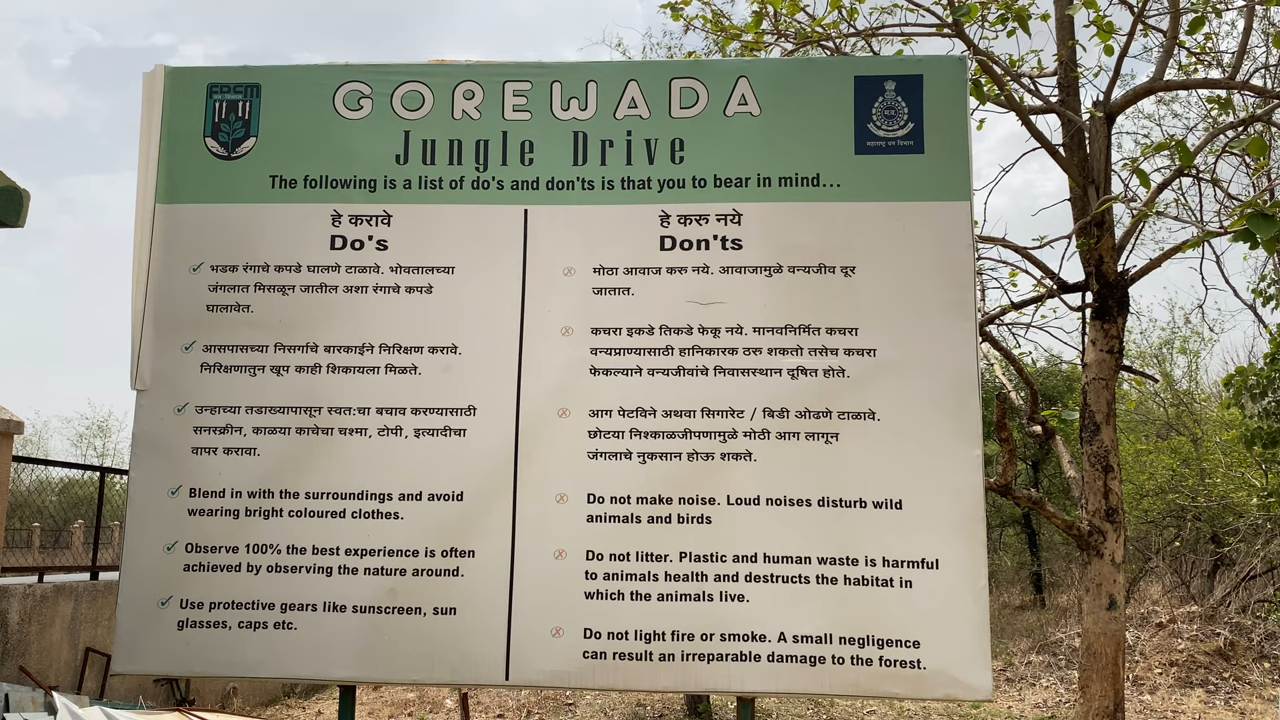 FDCM
GOREWADA
Jungle Drive
महाराष्ट्र वन विभाग
The following is a list of do's and don'ts is that you to bear in mind...
हे करावे
Do's
भडक रंगाचे कपडे घालणे टाळावे. भोवतालच्या
जंगलात मिसळून जातील अशा रंगाचे कपडे
घालावेत.
आसपासच्या निसर्गाचे बारकाईने निरिक्षण करावे.
निरिक्षणातुन खूप काही शिकायला मिळते.
उन्हाच्या तडाख्यापासून स्वत:चा बचाव करण्यासाठी
सनस्क्रीन, काळया काचेचा चश्मा, टोपी, इत्यादीचा
वापर करावा.
Blend in with the surroundings and avoid
wearing bright coloured clothes.
Observe 100% the best experience is often
achieved by observing the nature around.
Use protective gears like sunscreen, sun
glasses, caps etc.
हे करु नये
Don'ts
मोठा आवाज करु नये. आवाजामुळे वन्यजीव दूर
जातात.
कचरा इकडे तिकडे फेकू नये. मानवनिर्मित कचरा
वन्यप्राण्यासाठी हानिकारक ठरु शकतो तसेच कचरा
फेकल्याने वन्यजीवांचे निवासस्थान दूषित होते.
आग पेटविने अथवा सिगारेट / बिडी ओढणे टाळावे.
छोटया निश्काळजीपणामुळे मोठी आग लागून
जंगलाचे नुकसान होऊ शकते.
Do not make noise. Loud noises disturb wild
animals and birds
Do not litter. Plastic and human waste is harmful
to animals health and destructs the habitat in
which the animals live.
Do not light fire or smoke. A small negligence
can result an irreparable damage to the forest.